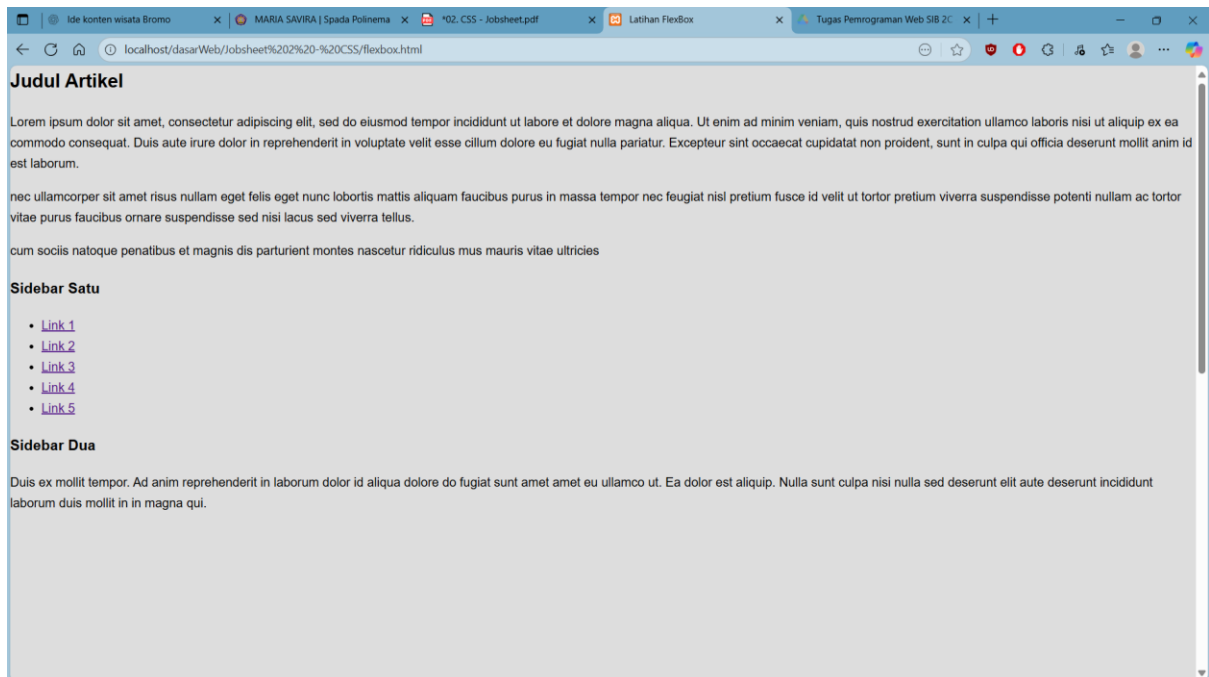 Ide konten wisata Bromo
MARIA SAVIRA | Spada Polinema
*02. CSS - Jobsheet.pdf
Latihan FlexBox
Tugas Pemrograman Web SIB 2C
localhost/dasarWeb/Jobsheet%202%20-%20CSS/flexbox.html
Judul Artikel
Lorem ipsum dolor sit amet, consectetur adipiscing elit, sed do eiusmod tempor incididunt ut labore et dolore magna aliqua. Ut enim ad minim veniam, quis nostrud exercitation ullamco laboris nisi ut aliquip ex ea
commodo consequat. Duis aute irure dolor in reprehenderit in voluptate velit esse cillum dolore eu fugiat nulla pariatur. Excepteur sint occaecat cupidatat non proident, sunt in culpa qui officia deserunt mollit anim id
est laborum.
nec ullamcorper sit amet risus nullam eget felis eget nunc lobortis mattis aliquam faucibus purus in massa tempor nec feugiat nisl pretium fusce id velit ut tortor pretium viverra suspendisse potenti nullam ac tortor
vitae purus faucibus ornare suspendisse sed nisi lacus sed viverra tellus.
cum sociis natoque penatibus et magnis dis parturient montes nascetur ridiculus mus mauris vitae ultricies
Sidebar Satu
• Link 1
• Link 2
• Link 3
• Link 4
• Link 5
Sidebar Dua
Duis ex mollit tempor. Ad anim reprehenderit in laborum dolor id aliqua dolore do fugiat sunt amet amet eu ullamco ut. Ea dolor est aliquip. Nulla sunt culpa nisi nulla sed deserunt elit aute deserunt incididunt
laborum duis mollit in in magna qui.